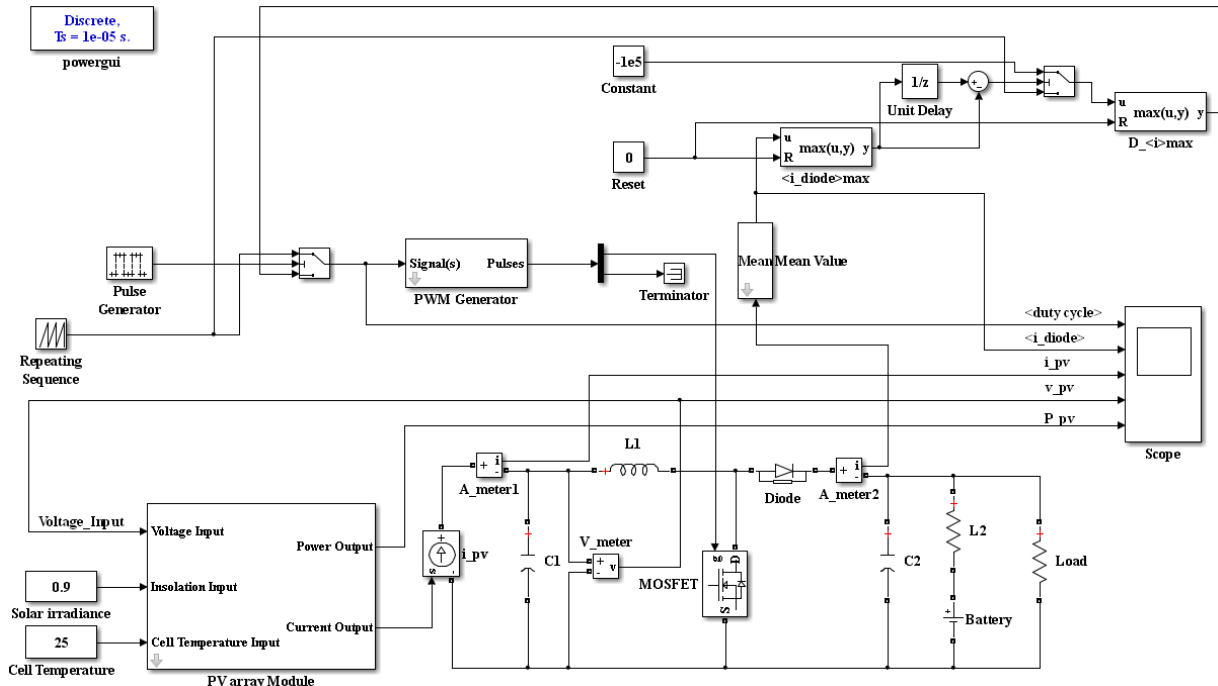 Discrete,
Ts = 1e-05 s.
powergui
-1e5
Constant
1/z
Unit Delay
+
-
u
R
max(u,y)
y
D_<i>max
u
R
max(u,y)
y
<i_diode>max
0
Reset
Mean Mean Value
Pulse
Generator
Signal(s)
Pulses
PWM Generator
Terminator
Repeating
Sequence
<duty cycle>
<i_diode>
i_pv
v_pv
P_pv
Scope
Voltage_Input
Voltage Input
Insolation Input
Cell Temperature Input
Power Output
Current Output
PV array Module
0.9
Solar irradiance
25
Cell Temperature
+
s
-
i_pv
+
i
-
A_meter1
+
C1
+
L1
V_meter
+
-
v
MOSFET
g
D
S
Diode
+
i
-
A_meter2
+
C2
+
L2
+
Battery
+
Load